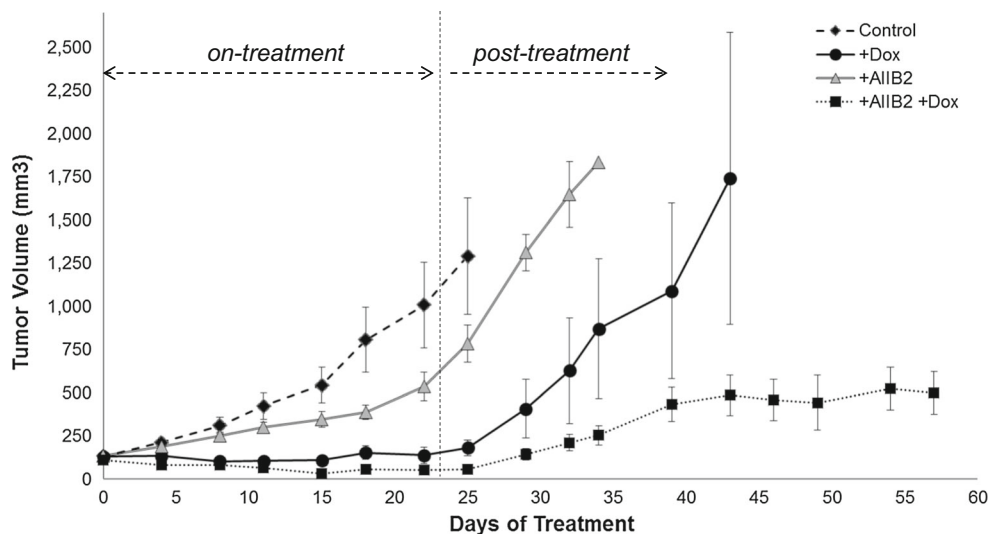 on-treatment
post-treatment
Control
+Dox
+AIIB2
+AIIB2 +Dox
Tumor Volume (mm3)
2,500
2,250
2,000
1,750
1,500
1,250
1,000
750
500
250
0
0 5 10 15 20 25 30 35 40 45 50 55 60
Days of Treatment